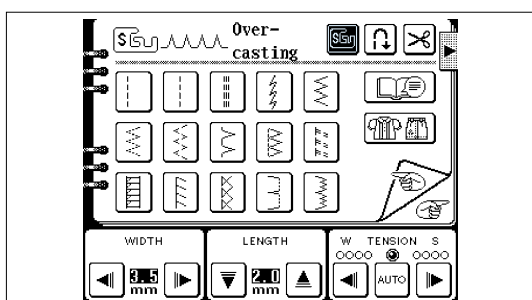 Over-
casting
WIDTH
3.5
mm
LENGTH
2.0
mm
W TENSION S
AUTO